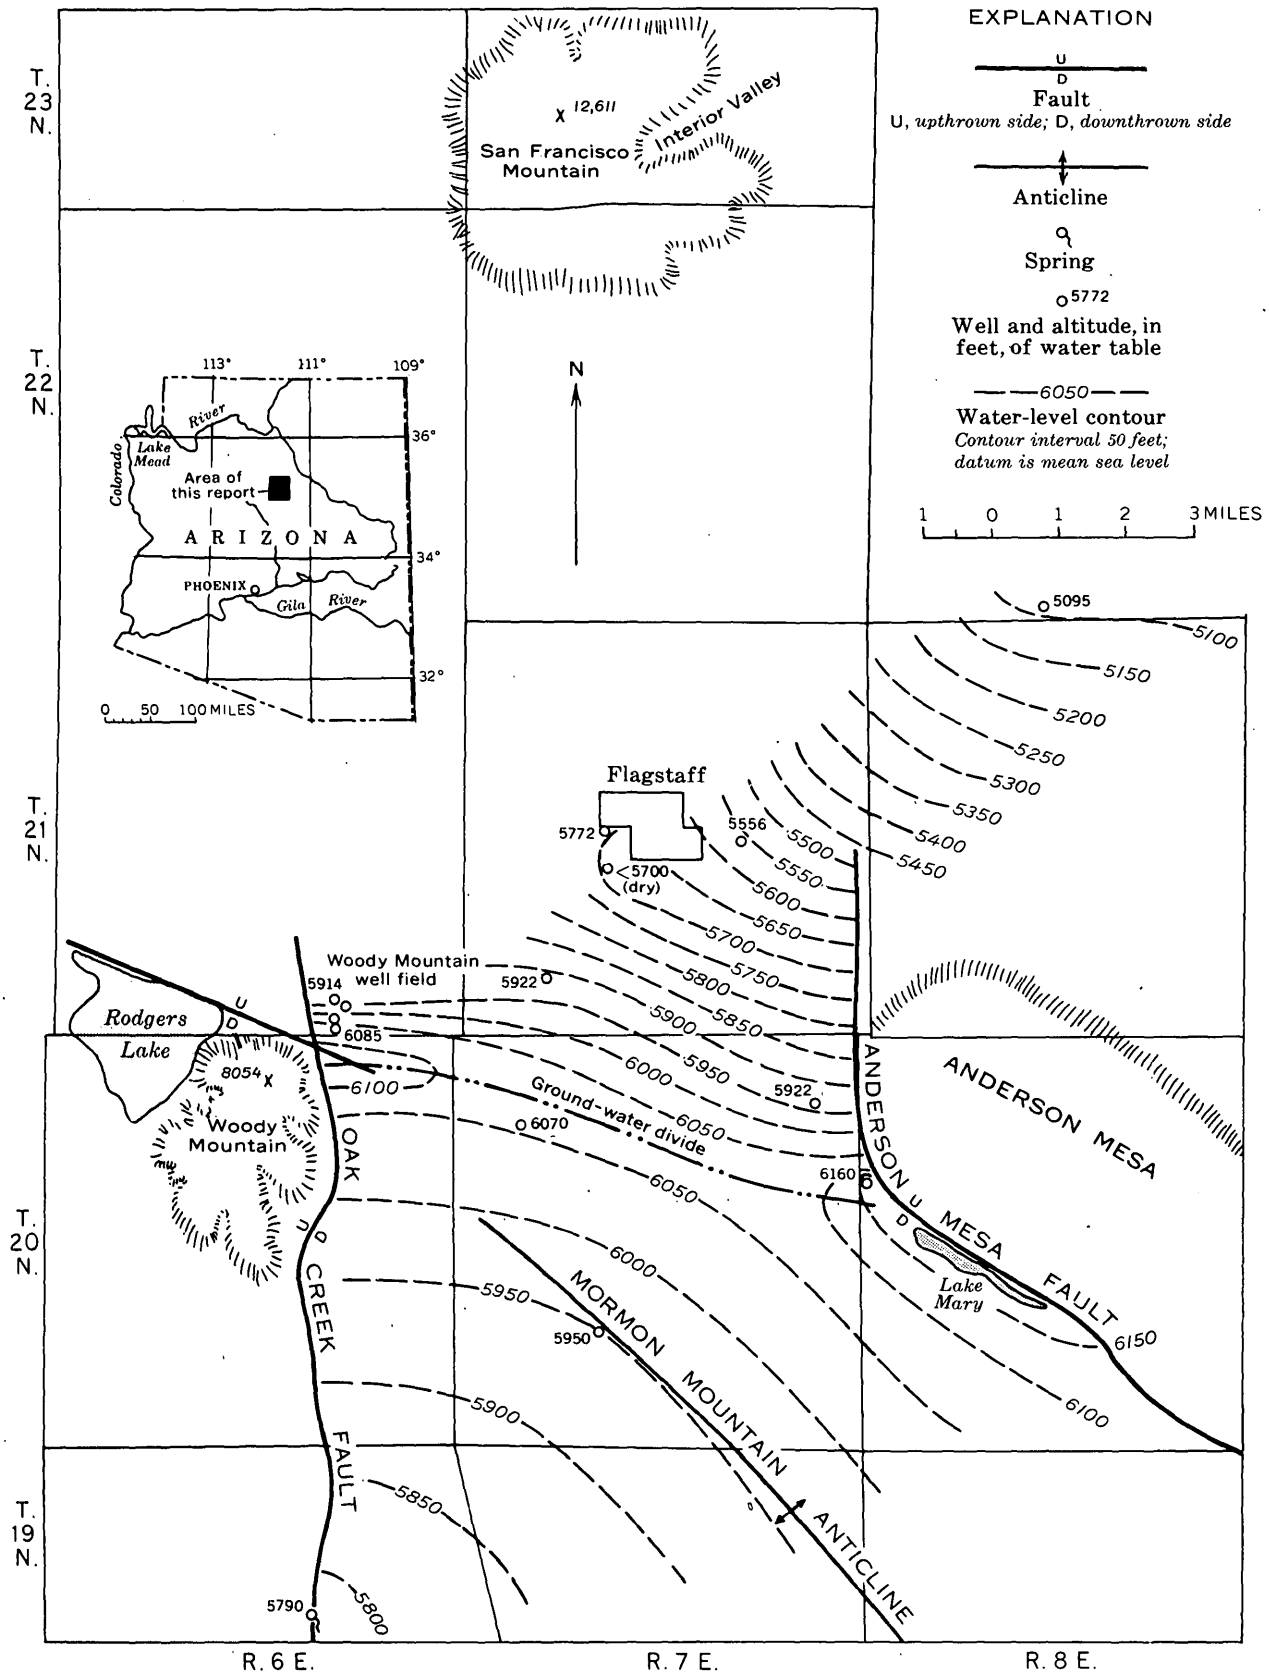 EXPLANATION
U
D
Fault
U, upthrown side; D, downthrown side
Anticline
Spring
5772
Well and altitude, in
feet, of water table
6050
Water-level contour
Contour interval 50 feet;
datum is mean sea level
1 0 1 2 3 MILES
T.
23
N.
12,611
San Francisco
Mountain
Interior Valley
T.
22
N.
N
113° 111° 109°
36°
34°
32°
River
Lake
Mead
Colorado
Area of
this report
ARIZONA
PHOENIX
Gila River
0 50 100 MILES
5095
5100
5150
5200
5250
5300
5350
5400
5450
5500
5550
5600
5650
5700
5750
5800
5850
5900
5950
6000
6050
T.
21
N.
Flagstaff
5772
5556
<5700
(dry)
Woody Mountain
well field
5914
5922
6085
Rodgers
Lake
U
D
8054
Woody
Mountain
6100
Ground-water divide
5922
6070
6160
ANDERSON MESA
ANDERSON MESA FAULT
U
D
Lake
Mary
6150
6100
6050
6000
5950
5950
5900
5850
5800
5790
T.
20
N.
U
D
OAK CREEK FAULT
MORMON MOUNTAIN ANTICLINE
T.
19
N.
R. 6 E. R. 7 E. R. 8 E.